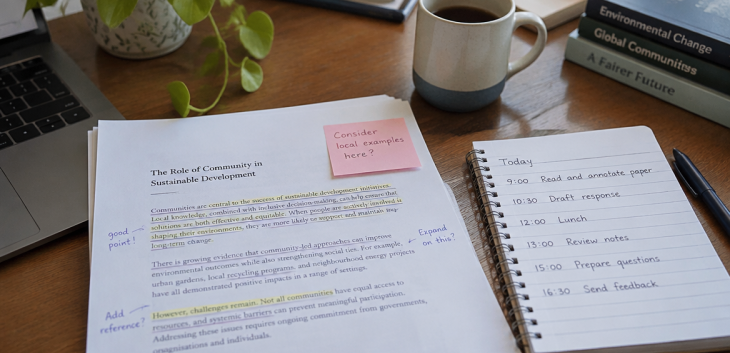 Environmental Change
Global Communities
A Fairer Future
Consider
local examples
here?
The Role of Community in
Sustainable Development
Communities are central to the success of sustainable development initiatives.
Local knowledge, combined with inclusive decision-making, can help ensure that
solutions are both effective and equitable. When people are actively involved in
shaping their environments, they are more likely to support and maintain
long-term change.
good
point!
There is growing evidence that community-led approaches can improve
environmental outcomes while also strengthening social ties. For example,
urban gardens, local recycling programs, and neighbourhood energy projects
have all demonstrated positive impacts in a range of settings.
Expand
on this?
However, challenges remain. Not all communities have equal access to
resources, and systemic barriers can prevent meaningful participation.
Addressing these issues requires ongoing commitment from governments,
organisations and individuals.
Add
reference?
Today
9:00 Read and annotate paper
10:30 Draft response
12:00 Lunch
13:00 Review notes
15:00 Prepare questions
16:30 Send feedback